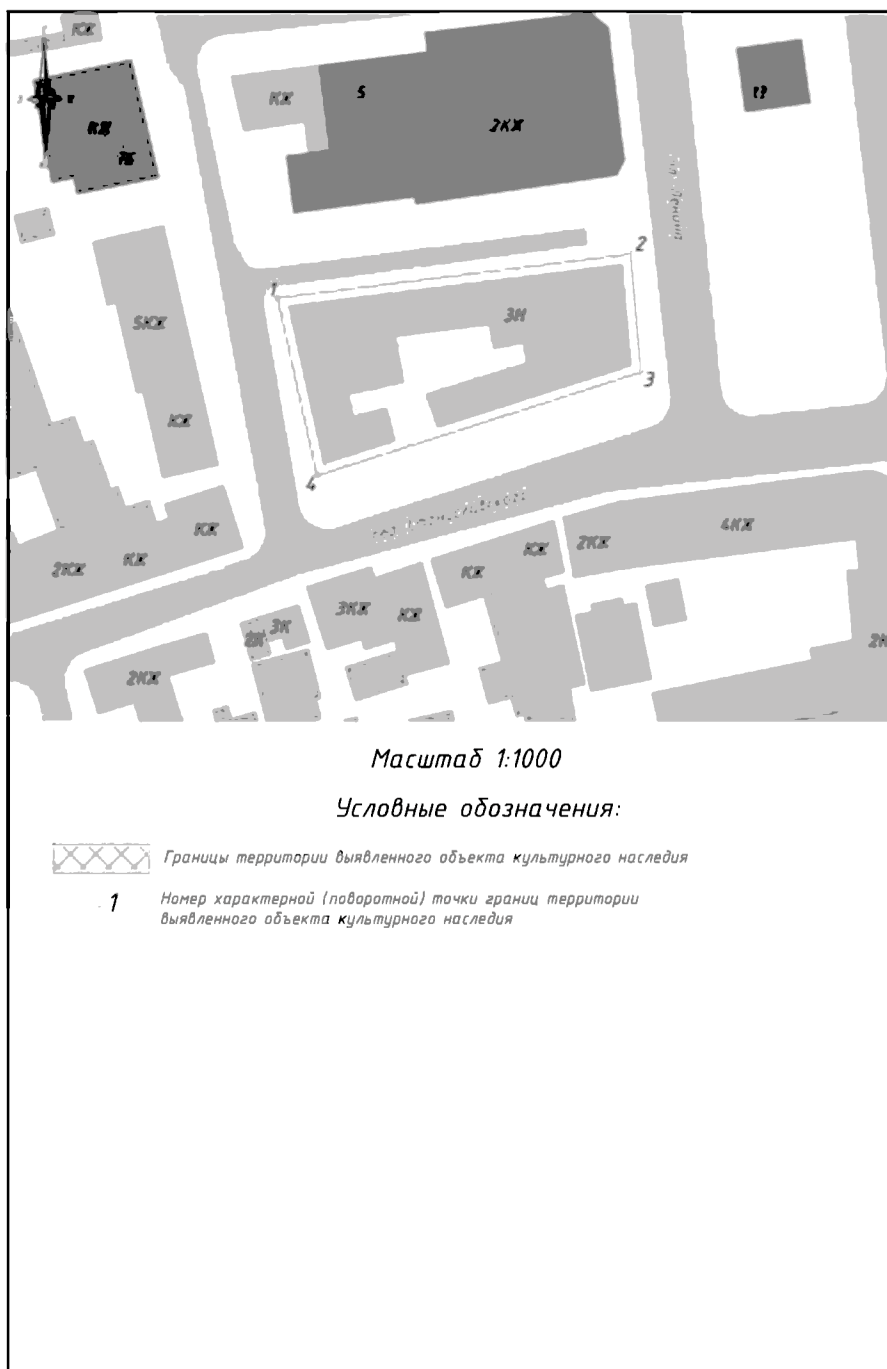 КЖ
КЖ
5
2КЖ
17
КЖ
2
1
5КЖ
3Н
3
КЖ
4
КЖ
КЖ
2КЖ
2КЖ
4КЖ
КЖ
КЖ
3КЖ
КЖ
3К
2КЖ
Масштаб 1:1000
Условные обозначения:
Границы территории выявленного объекта культурного наследия
1 Номер характерной (поворотной) точки границ территории
выявленного объекта культурного наследия